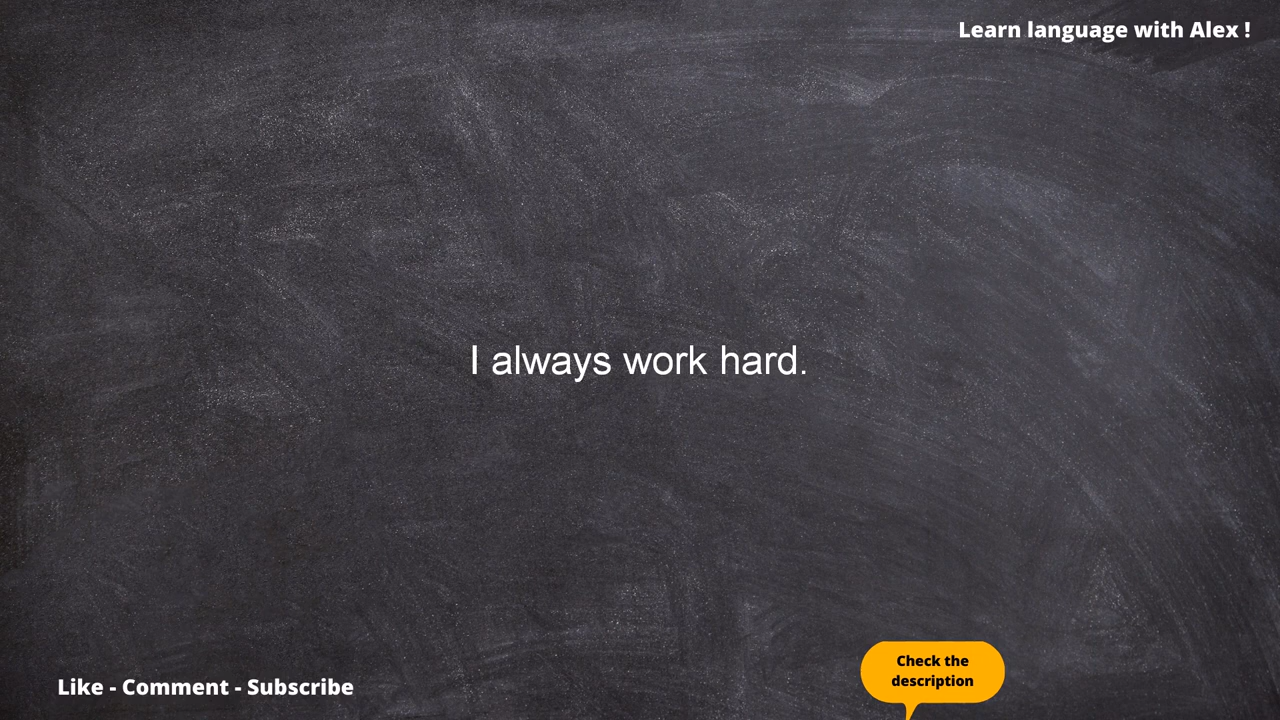 Learn language with Alex !
I always work hard.
Check the
description
Like - Comment - Subscribe